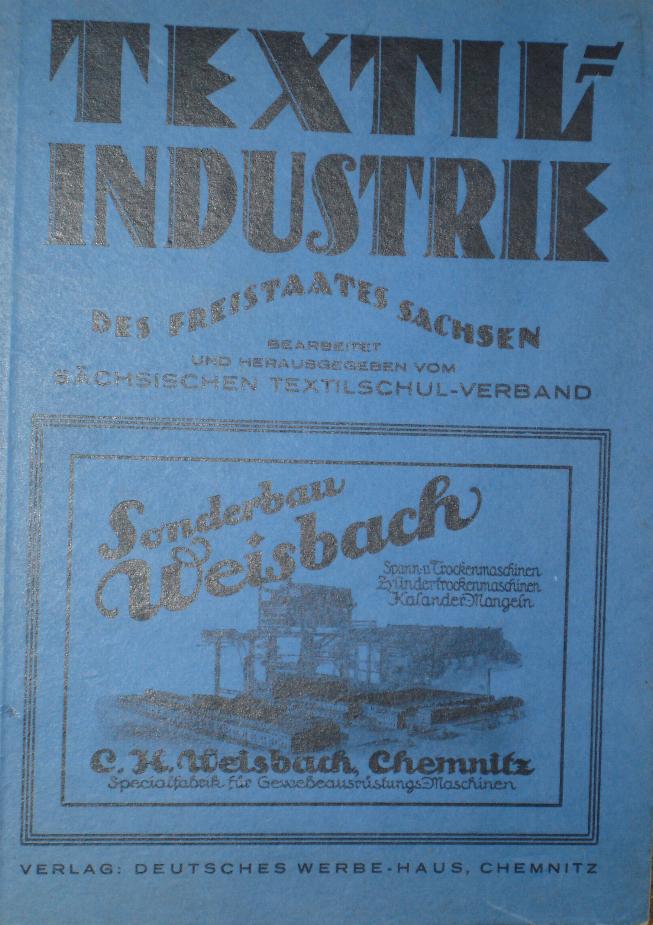 TEXTIL=
INDUSTRIE
DES FREISTAATES SACHSEN
BEARBEITET
UND HERAUSGEGEBEN VOM
SÄCHSISCHEN TEXTILSCHUL-VERBAND
Sonderbau
Weisbach
Spann-u Trockenmaschinen
Zylindertrockenmaschinen
Kalander-Mangeln
C. H. Weisbach, Chemnitz
Specialfabrik für Gewebeausrüstungs-Maschinen
VERLAG: DEUTSCHES WERBE-HAUS, CHEMNITZ